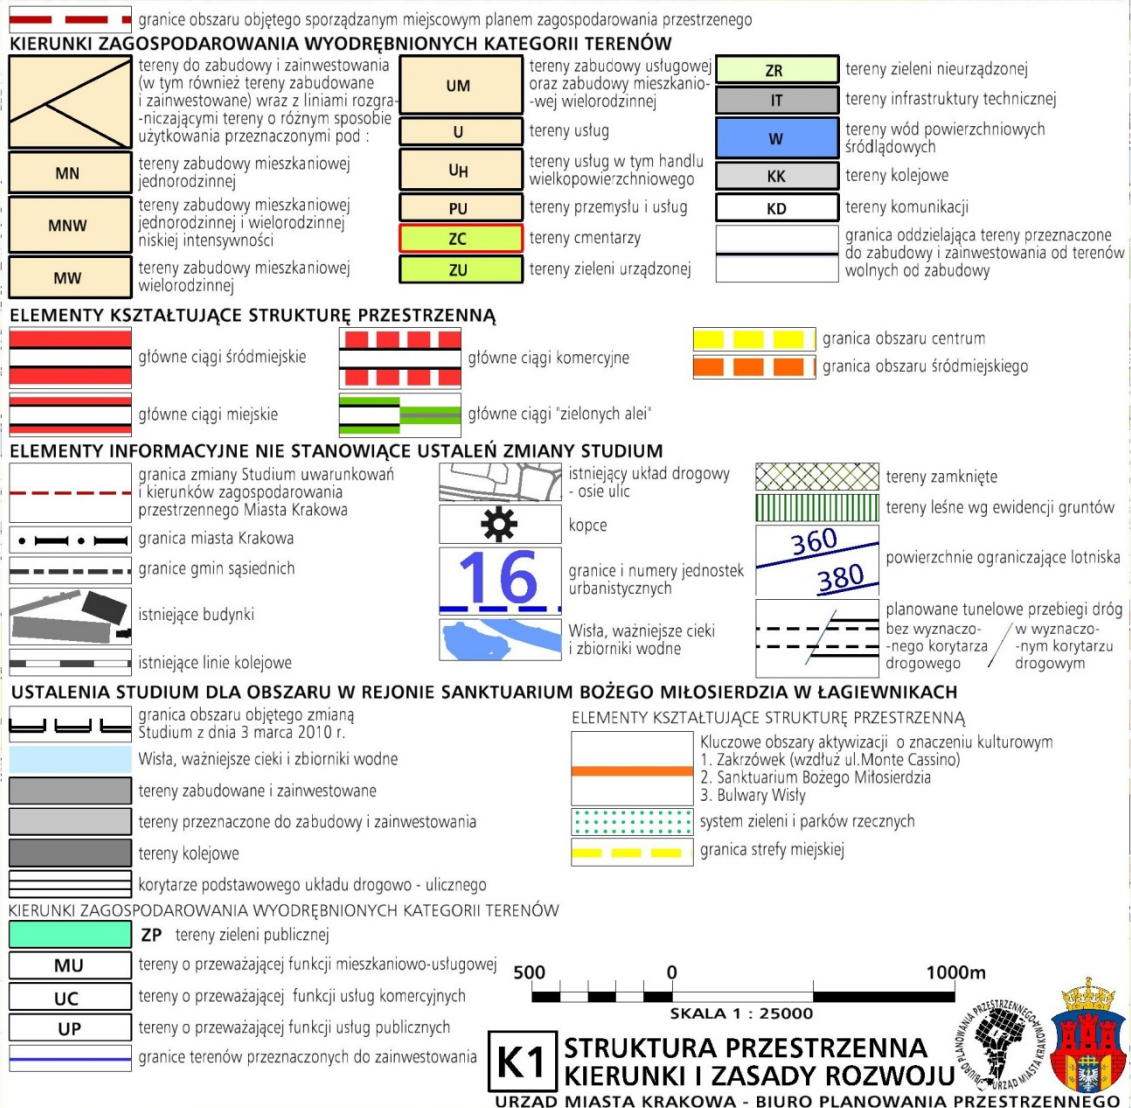 granice obszaru objętego sporządzanym miejscowym planem zagospodarowania przestrzenego
KIERUNKI ZAGOSPODAROWANIA WYODRĘBNIONYCH KATEGORII TERENÓW
tereny do zabudowy i zainwestowania
(w tym również tereny zabudowane
i zainwestowane) wraz z liniami rozgra-
-niczającymi tereny o różnym sposobie
użytkowania przeznaczonymi pod :
MN
tereny zabudowy mieszkaniowej
jednorodzinnej
MNW
tereny zabudowy mieszkaniowej
jednorodzinnej i wielorodzinnej
niskiej intensywności
MW
tereny zabudowy mieszkaniowej
wielorodzinnej
UM
tereny zabudowy usługowej
oraz zabudowy mieszkanio-
-wej wielorodzinnej
U
tereny usług
UH
tereny usług w tym handlu
wielkopowierzchniowego
PU
tereny przemysłu i usług
ZC
tereny cmentarzy
ZU
tereny zieleni urządzonej
ZR
tereny zieleni nieurządzonej
IT
tereny infrastruktury technicznej
W
tereny wód powierzchniowych
śródlądowych
KK
tereny kolejowe
KD
tereny komunikacji
granica oddzielająca tereny przeznaczone
do zabudowy i zainwestowania od terenów
wolnych od zabudowy
ELEMENTY KSZTAŁTUJĄCE STRUKTURĘ PRZESTRZENNĄ
główne ciągi śródmiejskie
główne ciągi miejskie
główne ciągi komercyjne
główne ciągi "zielonych alei"
granica obszaru centrum
granica obszaru śródmiejskiego
ELEMENTY INFORMACYJNE NIE STANOWIĄCE USTALEŃ ZMIANY STUDIUM
granica zmiany Studium uwarunkowań
i kierunków zagospodarowania
przestrzennego Miasta Krakowa
granica miasta Krakowa
granice gmin sąsiednich
istniejące budynki
istniejące linie kolejowe
istniejący układ drogowy
- osie ulic
kopce
16
granice i numery jednostek
urbanistycznych
Wisła, ważniejsze cieki
i zbiorniki wodne
tereny zamknięte
tereny leśne wg ewidencji gruntów
360
380
powierzchnie ograniczające lotniska
planowane tunelowe przebiegi dróg
bez wyznaczo-
-nego korytarza
drogowego
w wyznaczo-
-nym korytarzu
drogowym
USTALENIA STUDIUM DLA OBSZARU W REJONIE SANKTUARIUM BOŻEGO MIŁOSIERDZIA W ŁAGIEWNIKACH
granica obszaru objętego zmianą
Studium z dnia 3 marca 2010 r.
Wisła, ważniejsze cieki i zbiorniki wodne
tereny zabudowane i zainwestowane
tereny przeznaczone do zabudowy i zainwestowania
tereny kolejowe
korytarze podstawowego układu drogowo - ulicznego
ELEMENTY KSZTAŁTUJĄCE STRUKTURĘ PRZESTRZENNĄ
Kluczowe obszary aktywizacji o znaczeniu kulturowym
1. Zakrzówek (wzdłuż ul.Monte Cassino)
2. Sanktuarium Bożego Miłosierdzia
3. Bulwary Wisły
system zieleni i parków rzecznych
granica strefy miejskiej
KIERUNKI ZAGOSPODAROWANIA WYODRĘBNIONYCH KATEGORII TERENÓW
ZP tereny zieleni publicznej
MU
tereny o przeważającej funkcji mieszkaniowo-usługowej
UC
tereny o przeważającej funkcji usług komercyjnych
UP
tereny o przeważającej funkcji usług publicznych
granice terenów przeznaczonych do zainwestowania
500 0 1000m
SKALA 1 : 25000
K1
STRUKTURA PRZESTRZENNA
KIERUNKI I ZASADY ROZWOJU
BIURO PLANOWANIA PRZESTRZENNEGO
URZĄD MIASTA KRAKOWA
URZĄD MIASTA KRAKOWA - BIURO PLANOWANIA PRZESTRZENNEGO